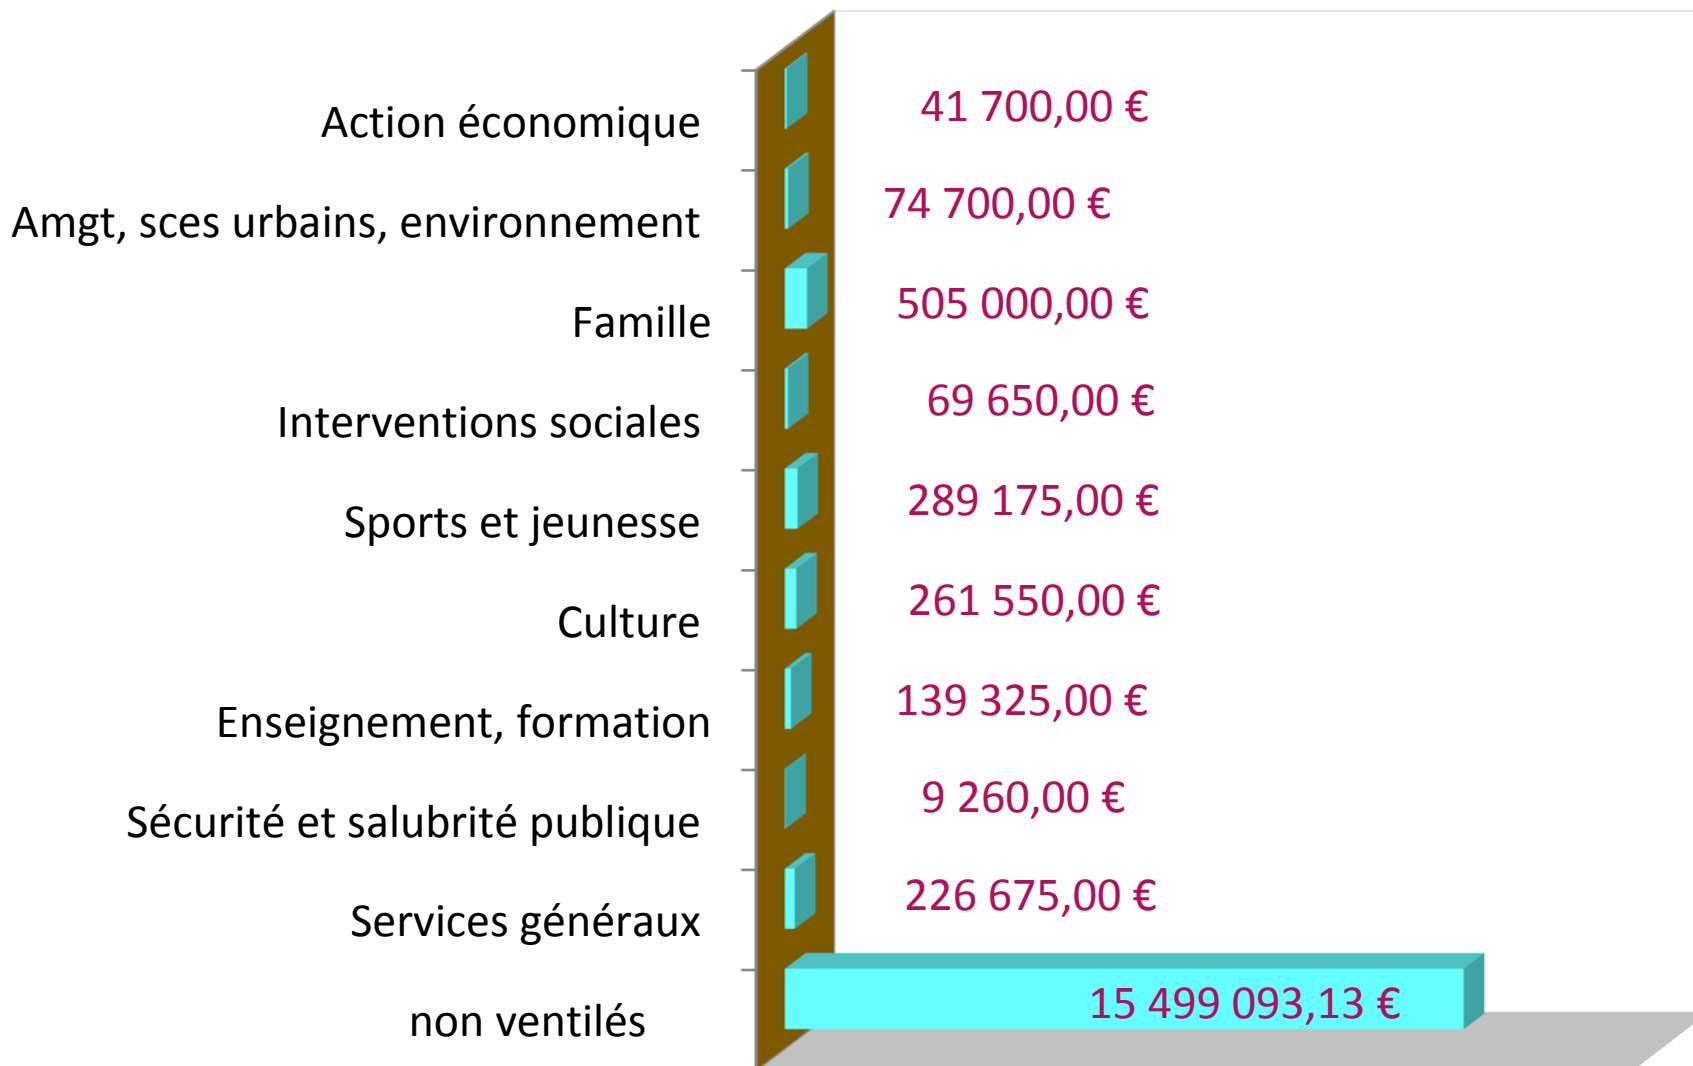 Action économique 41 700,00 €
Amgt, sces urbains, environnement 74 700,00 €
Famille 505 000,00 €
Interventions sociales 69 650,00 €
Sports et jeunesse 289 175,00 €
Culture 261 550,00 €
Enseignement, formation 139 325,00 €
Sécurité et salubrité publique 9 260,00 €
Services généraux 226 675,00 €
non ventilés 15 499 093,13 €